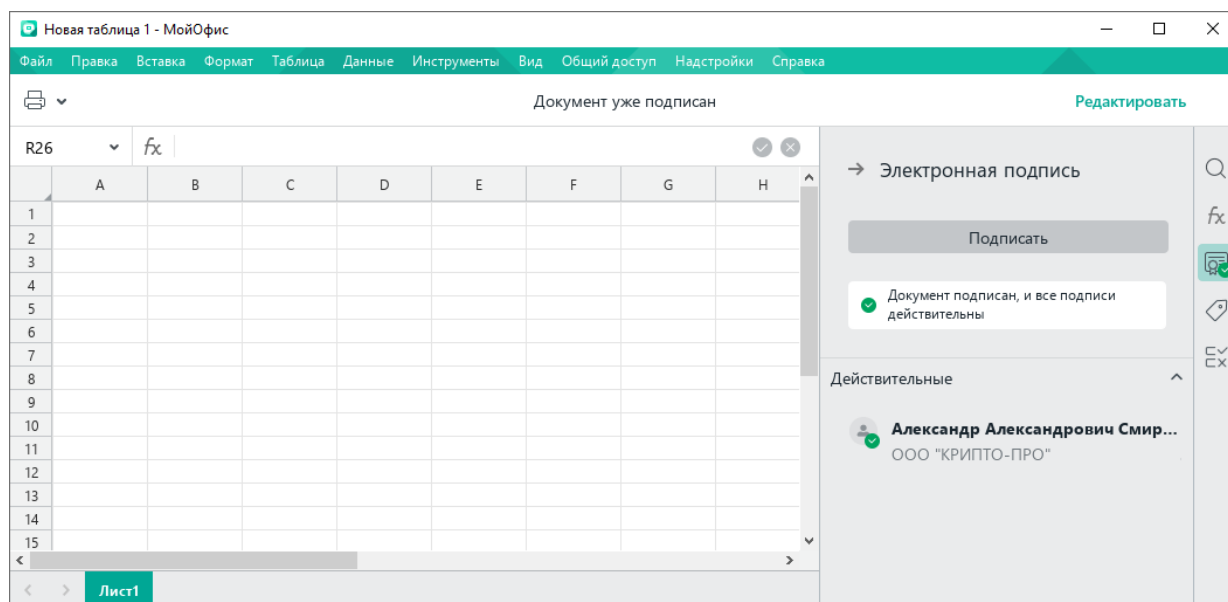 Новая таблица 1 - МойОфис
Файл Правка Вставка Формат Таблица Данные Инструменты Вид Общий доступ Надстройки Справка
Документ уже подписан
Редактировать
R26 fx
A B C D E F G H
1
2
3
4
5
6
7
8
9
10
11
12
13
14
15
Лист1
Электронная подпись
Подписать
Документ подписан, и все подписи
действительны
Действительные
Александр Александрович Смир...
ООО "КРИПТО-ПРО"
fx